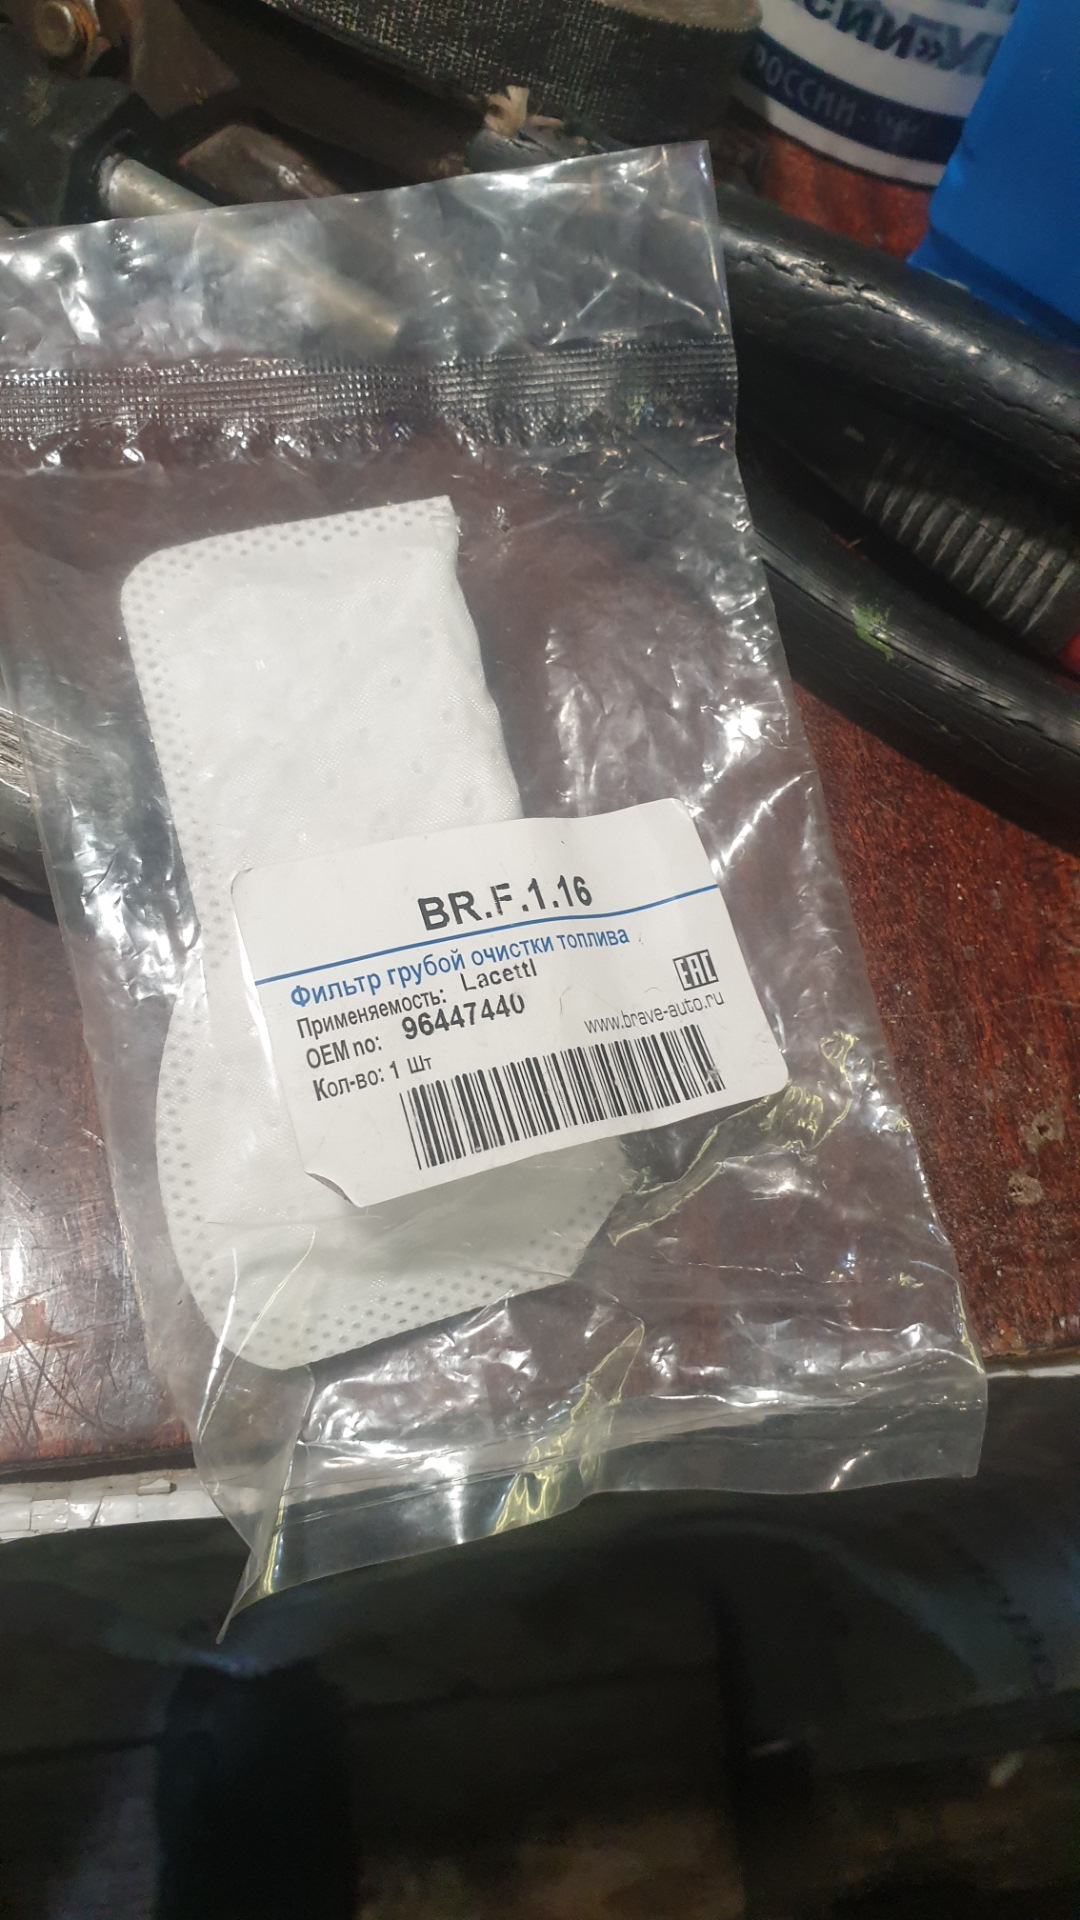 РОССИИ
BR.F.1.16
Фильтр грубой очистки топлива
Применяемость: Lacetti
OEM no: 96447440
EAC
www.brave-auto.ru
Кол-во: 1 Шт